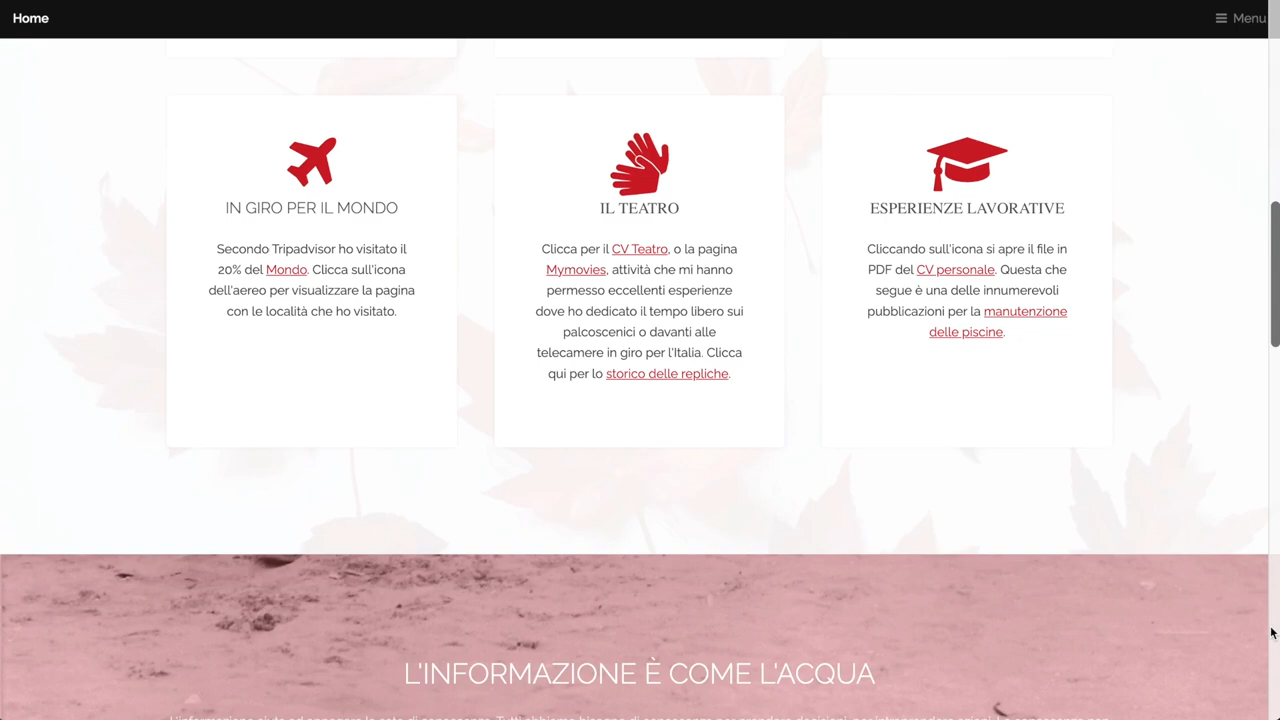 Home
Menu
IN GIRO PER IL MONDO
Secondo Tripadvisor ho visitato il
20% del Mondo. Clicca sull'icona
dell'aereo per visualizzare la pagina
con le località che ho visitato.
IL TEATRO
Clicca per il CV Teatro, o la pagina
Mymovies, attività che mi hanno
permesso eccellenti esperienze
dove ho dedicato il tempo libero sui
palcoscenici o davanti alle
telecamere in giro per l'Italia. Clicca
qui per lo storico delle repliche.
ESPERIENZE LAVORATIVE
Cliccando sull'icona si apre il file in
PDF del CV personale. Questa che
segue è una delle innumerevoli
pubblicazioni per la manutenzione
delle piscine.
L'INFORMAZIONE È COME L'ACQUA